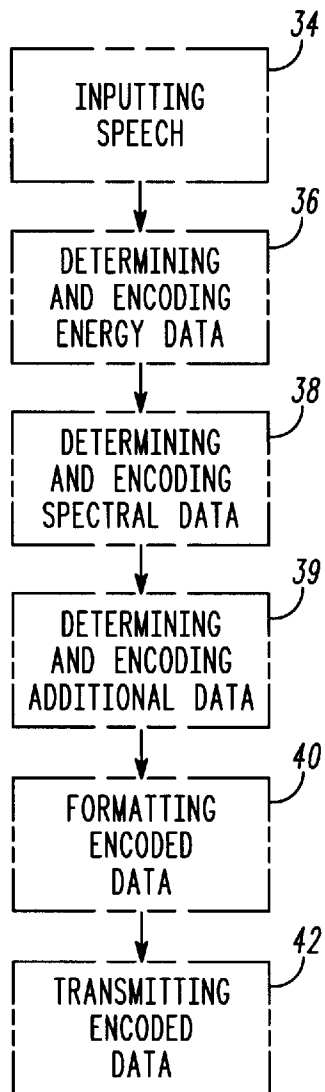 34
INPUTTING
SPEECH
36
DETERMINING
AND ENCODING
ENERGY DATA
38
DETERMINING
AND ENCODING
SPECTRAL DATA
39
DETERMINING
AND ENCODING
ADDITIONAL DATA
40
FORMATTING
ENCODED
DATA
42
TRANSMITTING
ENCODED
DATA